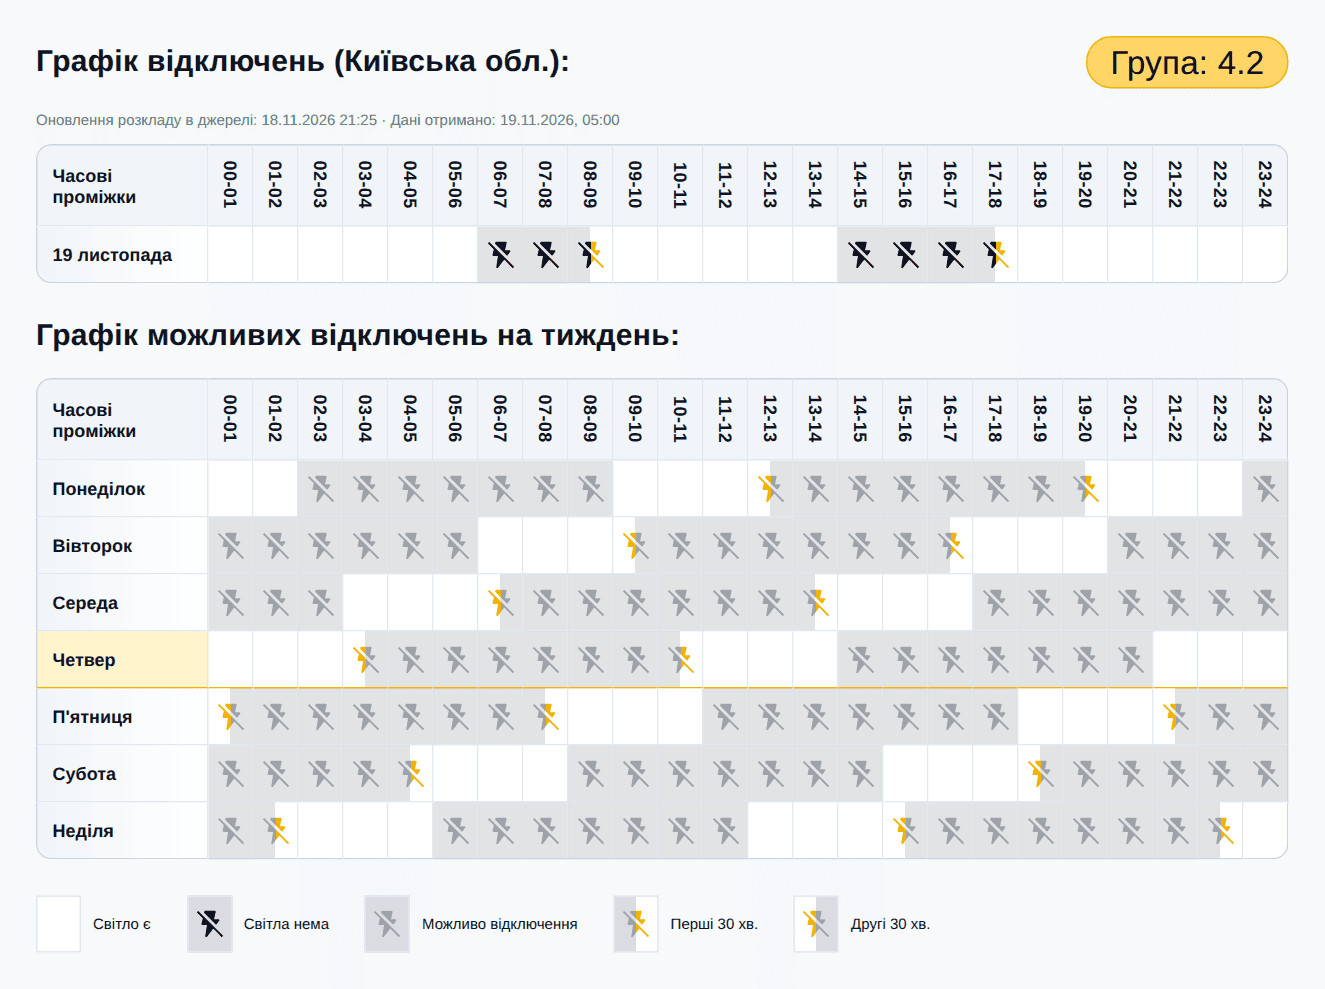 Графік відключень (Київська обл.):
Група: 4.2
Оновлення розкладу в джерелі: 18.11.2026 21:25 · Дані отримано: 19.11.2026, 05:00
Часові проміжки 00-01 01-02 02-03 03-04 04-05 05-06 06-07 07-08 08-09 09-10 10-11 11-12 12-13 13-14 14-15 15-16 16-17 17-18 18-19 19-20 20-21 21-22 22-23 23-24
19 листопада
Графік можливих відключень на тиждень:
Часові проміжки 00-01 01-02 02-03 03-04 04-05 05-06 06-07 07-08 08-09 09-10 10-11 11-12 12-13 13-14 14-15 15-16 16-17 17-18 18-19 19-20 20-21 21-22 22-23 23-24
Понеділок
Вівторок
Середа
Четвер
П'ятниця
Субота
Неділя
Світло є Світла нема Можливо відключення Перші 30 хв. Другі 30 хв.